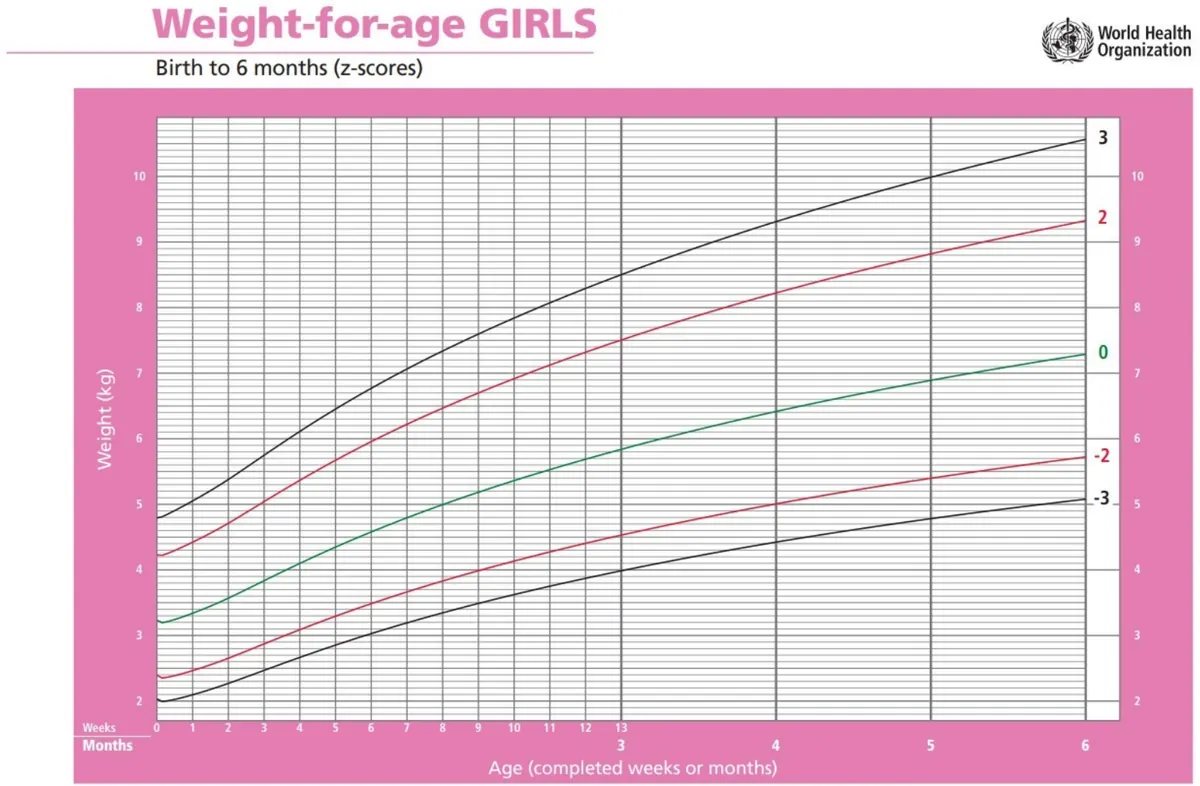 Weight-for-age GIRLS
World Health
Organization
Birth to 6 months (z-scores)
3
10 10
2
9 9
8 8
0
7 7
Weight (kg)
6 6
-2
5 -3 5
4 4
3 3
2 2
Weeks 0 1 2 3 4 5 6 7 8 9 10 11 12 13
Months 3 4 5 6
Age (completed weeks or months)